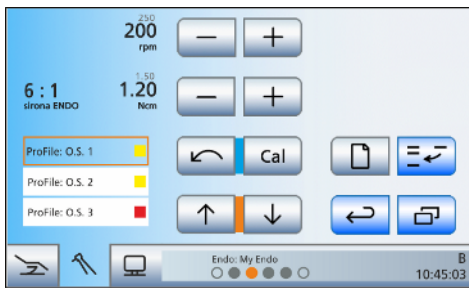 250
200
rpm
1.50
6 : 1
1.20
sirona ENDO
Ncm
ProFile: O.S. 1
Cal
ProFile: O.S. 2
ProFile: O.S. 3
Endo: My Endo
B
10:45:03